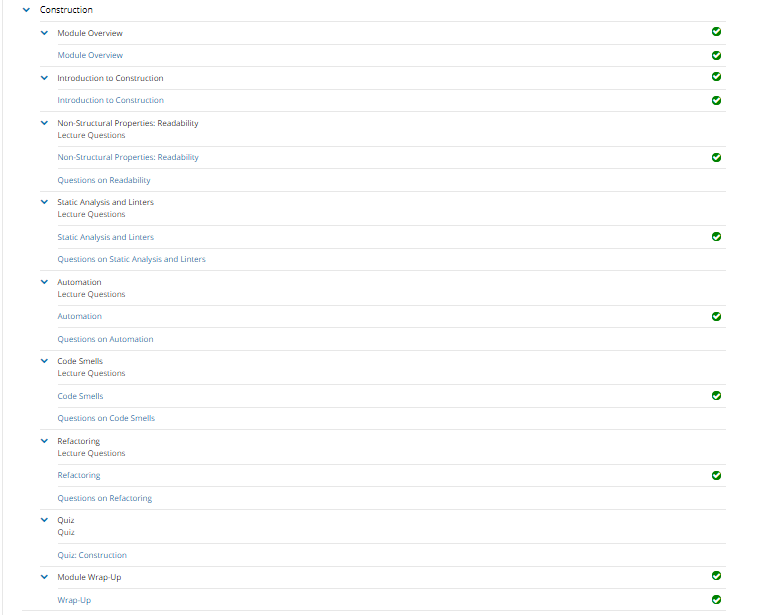 Construction
Module Overview
Module Overview
Introduction to Construction
Introduction to Construction
Non-Structural Properties: Readability
Lecture Questions
Non-Structural Properties: Readability
Questions on Readability
Static Analysis and Linters
Lecture Questions
Static Analysis and Linters
Questions on Static Analysis and Linters
Automation
Lecture Questions
Automation
Questions on Automation
Code Smells
Lecture Questions
Code Smells
Questions on Code Smells
Refactoring
Lecture Questions
Refactoring
Questions on Refactoring
Quiz
Quiz
Quiz: Construction
Module Wrap-Up
Wrap-Up